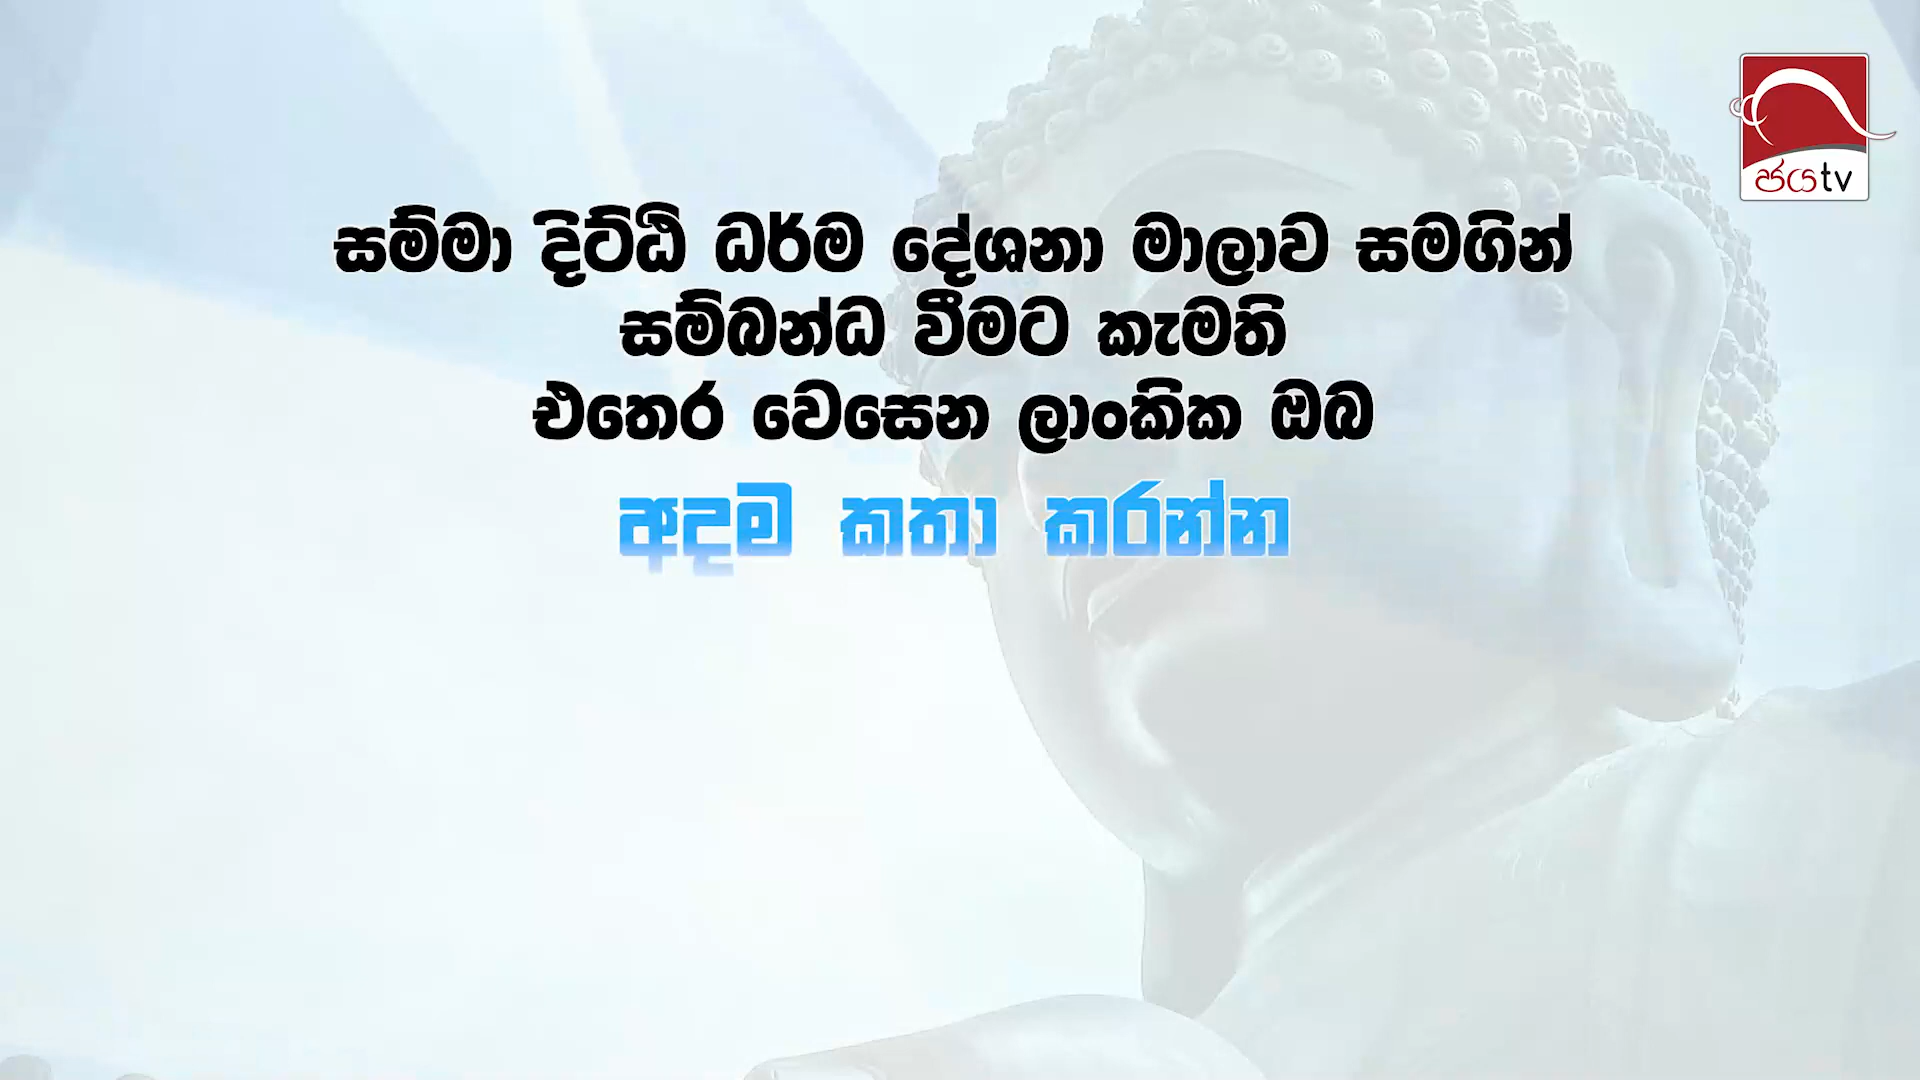 ජයtv
සම්මා දිට්ඨි ධර්ම දේශනා මාලාව සමගින්
සම්බන්ධ වීමට කැමති
එතෙර වෙසෙන ලාංකික ඔබ
අදම කතා කරන්න